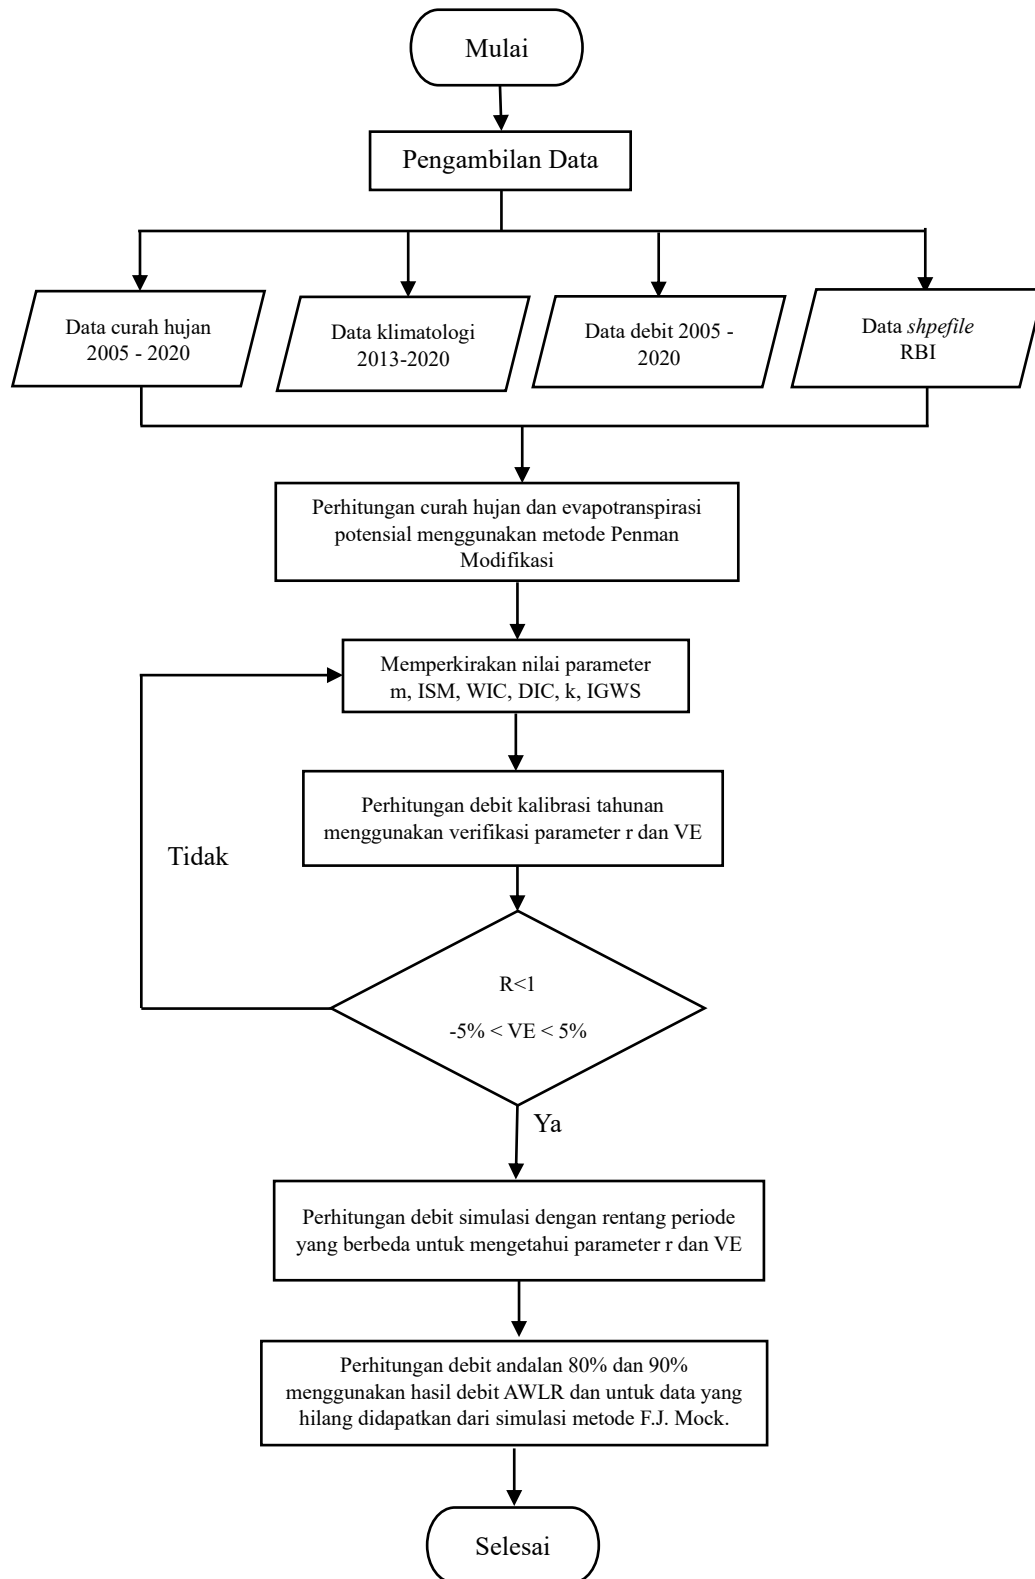 Mulai
Pengambilan Data
Data curah hujan
2005 - 2020
Data klimatologi
2013-2020
Data debit 2005 -
2020
Data shpefile
RBI
Perhitungan curah hujan dan evapotranspirasi
potensial menggunakan metode Penman
Modifikasi
Memperkirakan nilai parameter
m, ISM, WIC, DIC, k, IGWS
Perhitungan debit kalibrasi tahunan
menggunakan verifikasi parameter r dan VE
Tidak
R<1
-5% < VE < 5%
Ya
Perhitungan debit simulasi dengan rentang periode
yang berbeda untuk mengetahui parameter r dan VE
Perhitungan debit andalan 80% dan 90%
menggunakan hasil debit AWLR dan untuk data yang
hilang didapatkan dari simulasi metode F.J. Mock.
Selesai